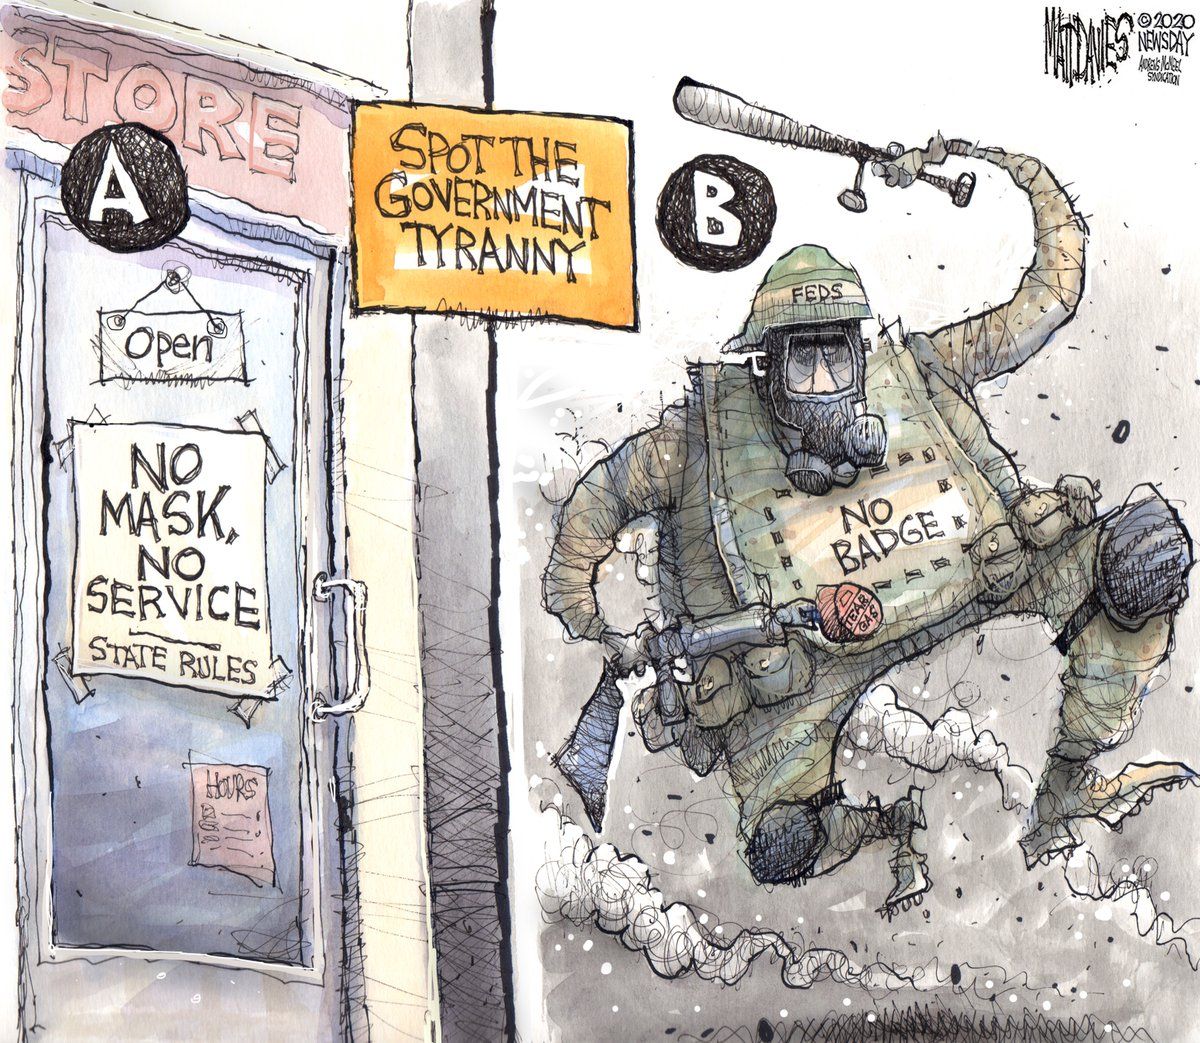 STORE
A
Open
NO
MASK,
NO
SERVICE
STATE RULES
HOURS
SPOT THE
GOVERNMENT
TYRANNY
B
FEDS
NO
BADGE
TEAR
GAS
MATT DAVIES
©2020
NEWSDAY
ANDREWS McMEEL
SYNDICATION